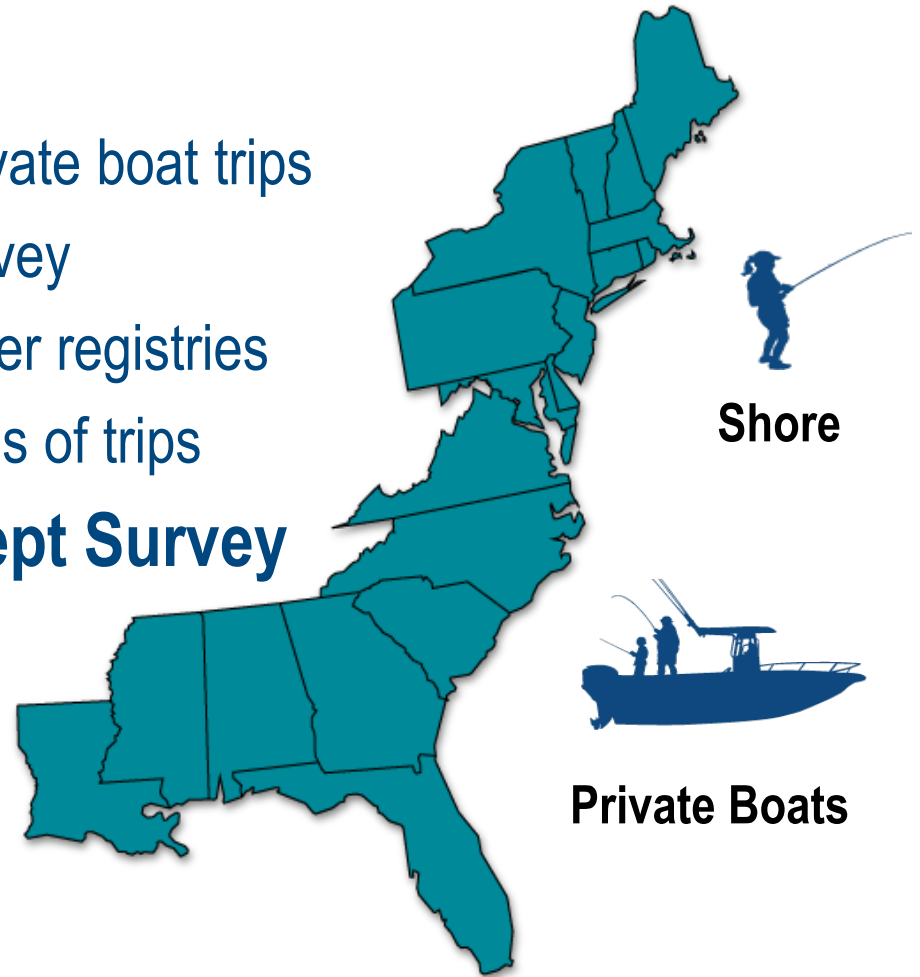 vate boat trips
vey
er registries
s of trips
ept Survey
Shore
Private Boats